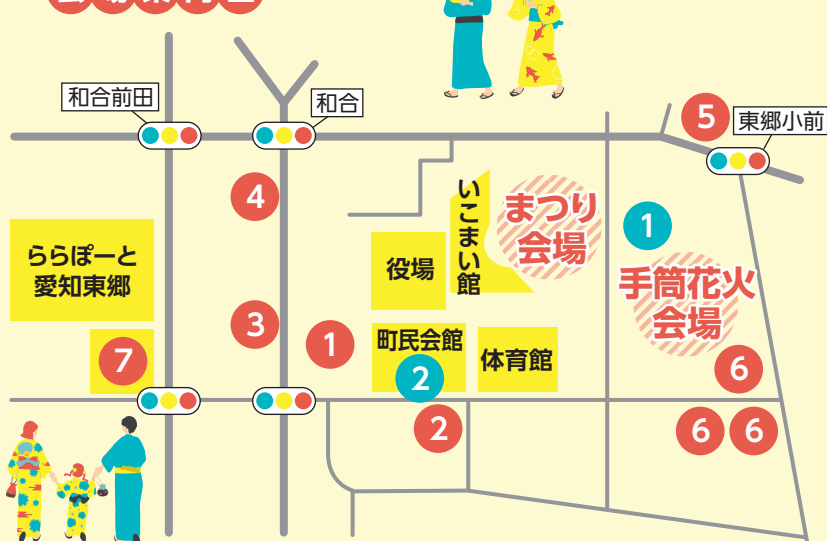 和合前田
和合
5
東郷小前
4
いこまい館
まつり
会場
1
ららぽーと
愛知東郷
役場
手筒花火
会場
3
1
町民会館
2
体育館
7
6
2
6
6